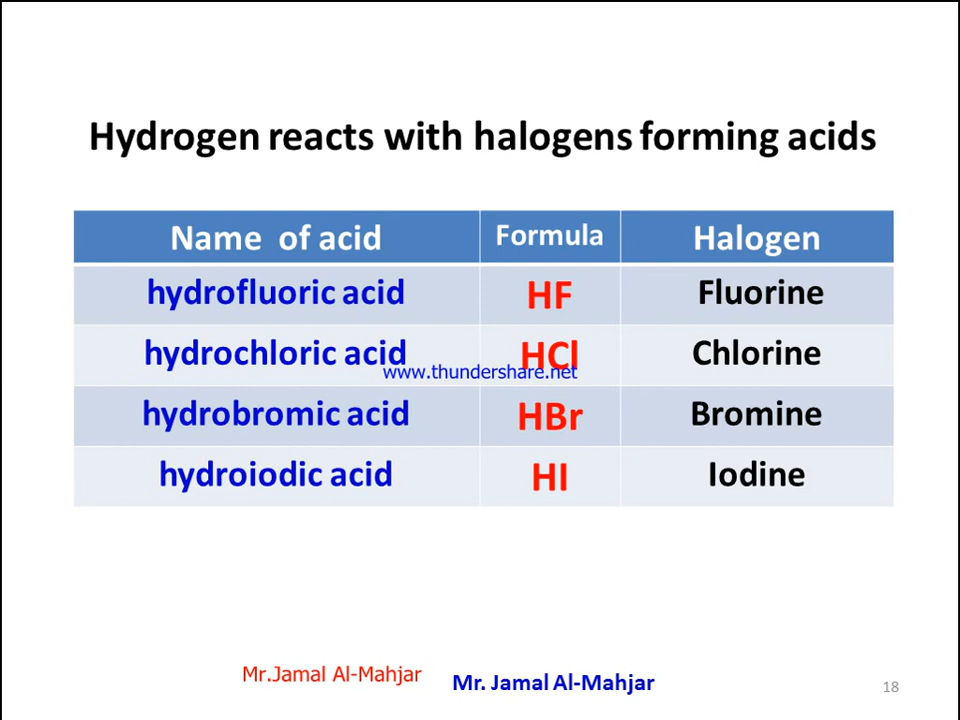 Hydrogen reacts with halogens forming acids
Name of acid Formula Halogen
hydrofluoric acid HF Fluorine
hydrochloric acid HCl Chlorine
www.thundershare.net
hydrobromic acid HBr Bromine
hydroiodic acid HI Iodine
Mr.Jamal Al-Mahjar Mr. Jamal Al-Mahjar 18